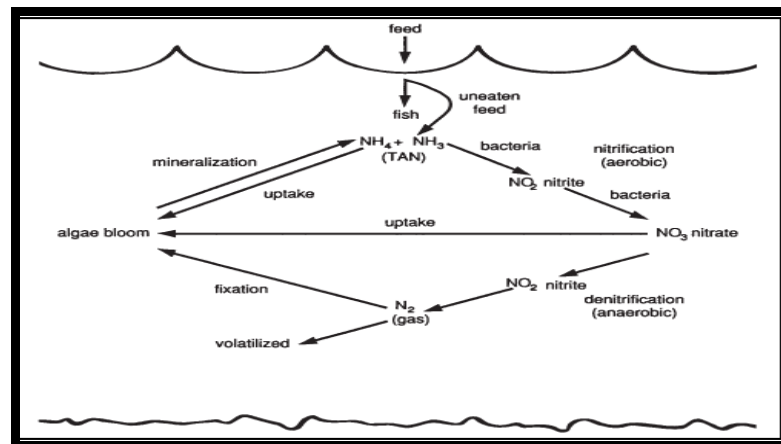 feed
uneaten
feed
fish
NH₄ + NH₃
(TAN)
bacteria
nitrification
(aerobic)
mineralization
NO₂ nitrite
bacteria
uptake
uptake
algae bloom
NO₃ nitrate
NO₂ nitrite
fixation
denitrification
(anaerobic)
N₂
(gas)
volatilized